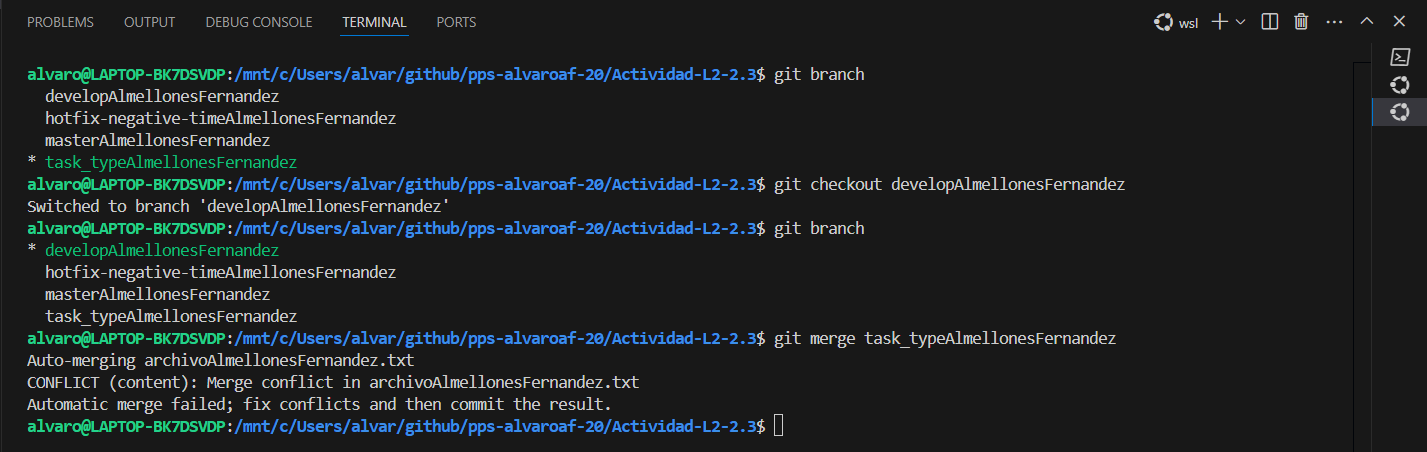 PROBLEMS OUTPUT DEBUG CONSOLE TERMINAL PORTS wsl
alvaro@LAPTOP-BK7DSVDP:/mnt/c/Users/alvar/github/pps-alvaroaf-20/Actividad-L2-2.3$ git branch
  developAlmellonesFernandez
  hotfix-negative-timeAlmellonesFernandez
  masterAlmellonesFernandez
* task_typeAlmellonesFernandez
alvaro@LAPTOP-BK7DSVDP:/mnt/c/Users/alvar/github/pps-alvaroaf-20/Actividad-L2-2.3$ git checkout developAlmellonesFernandez
Switched to branch 'developAlmellonesFernandez'
alvaro@LAPTOP-BK7DSVDP:/mnt/c/Users/alvar/github/pps-alvaroaf-20/Actividad-L2-2.3$ git branch
* developAlmellonesFernandez
  hotfix-negative-timeAlmellonesFernandez
  masterAlmellonesFernandez
  task_typeAlmellonesFernandez
alvaro@LAPTOP-BK7DSVDP:/mnt/c/Users/alvar/github/pps-alvaroaf-20/Actividad-L2-2.3$ git merge task_typeAlmellonesFernandez
Auto-merging archivoAlmellonesFernandez.txt
CONFLICT (content): Merge conflict in archivoAlmellonesFernandez.txt
Automatic merge failed; fix conflicts and then commit the result.
alvaro@LAPTOP-BK7DSVDP:/mnt/c/Users/alvar/github/pps-alvaroaf-20/Actividad-L2-2.3$